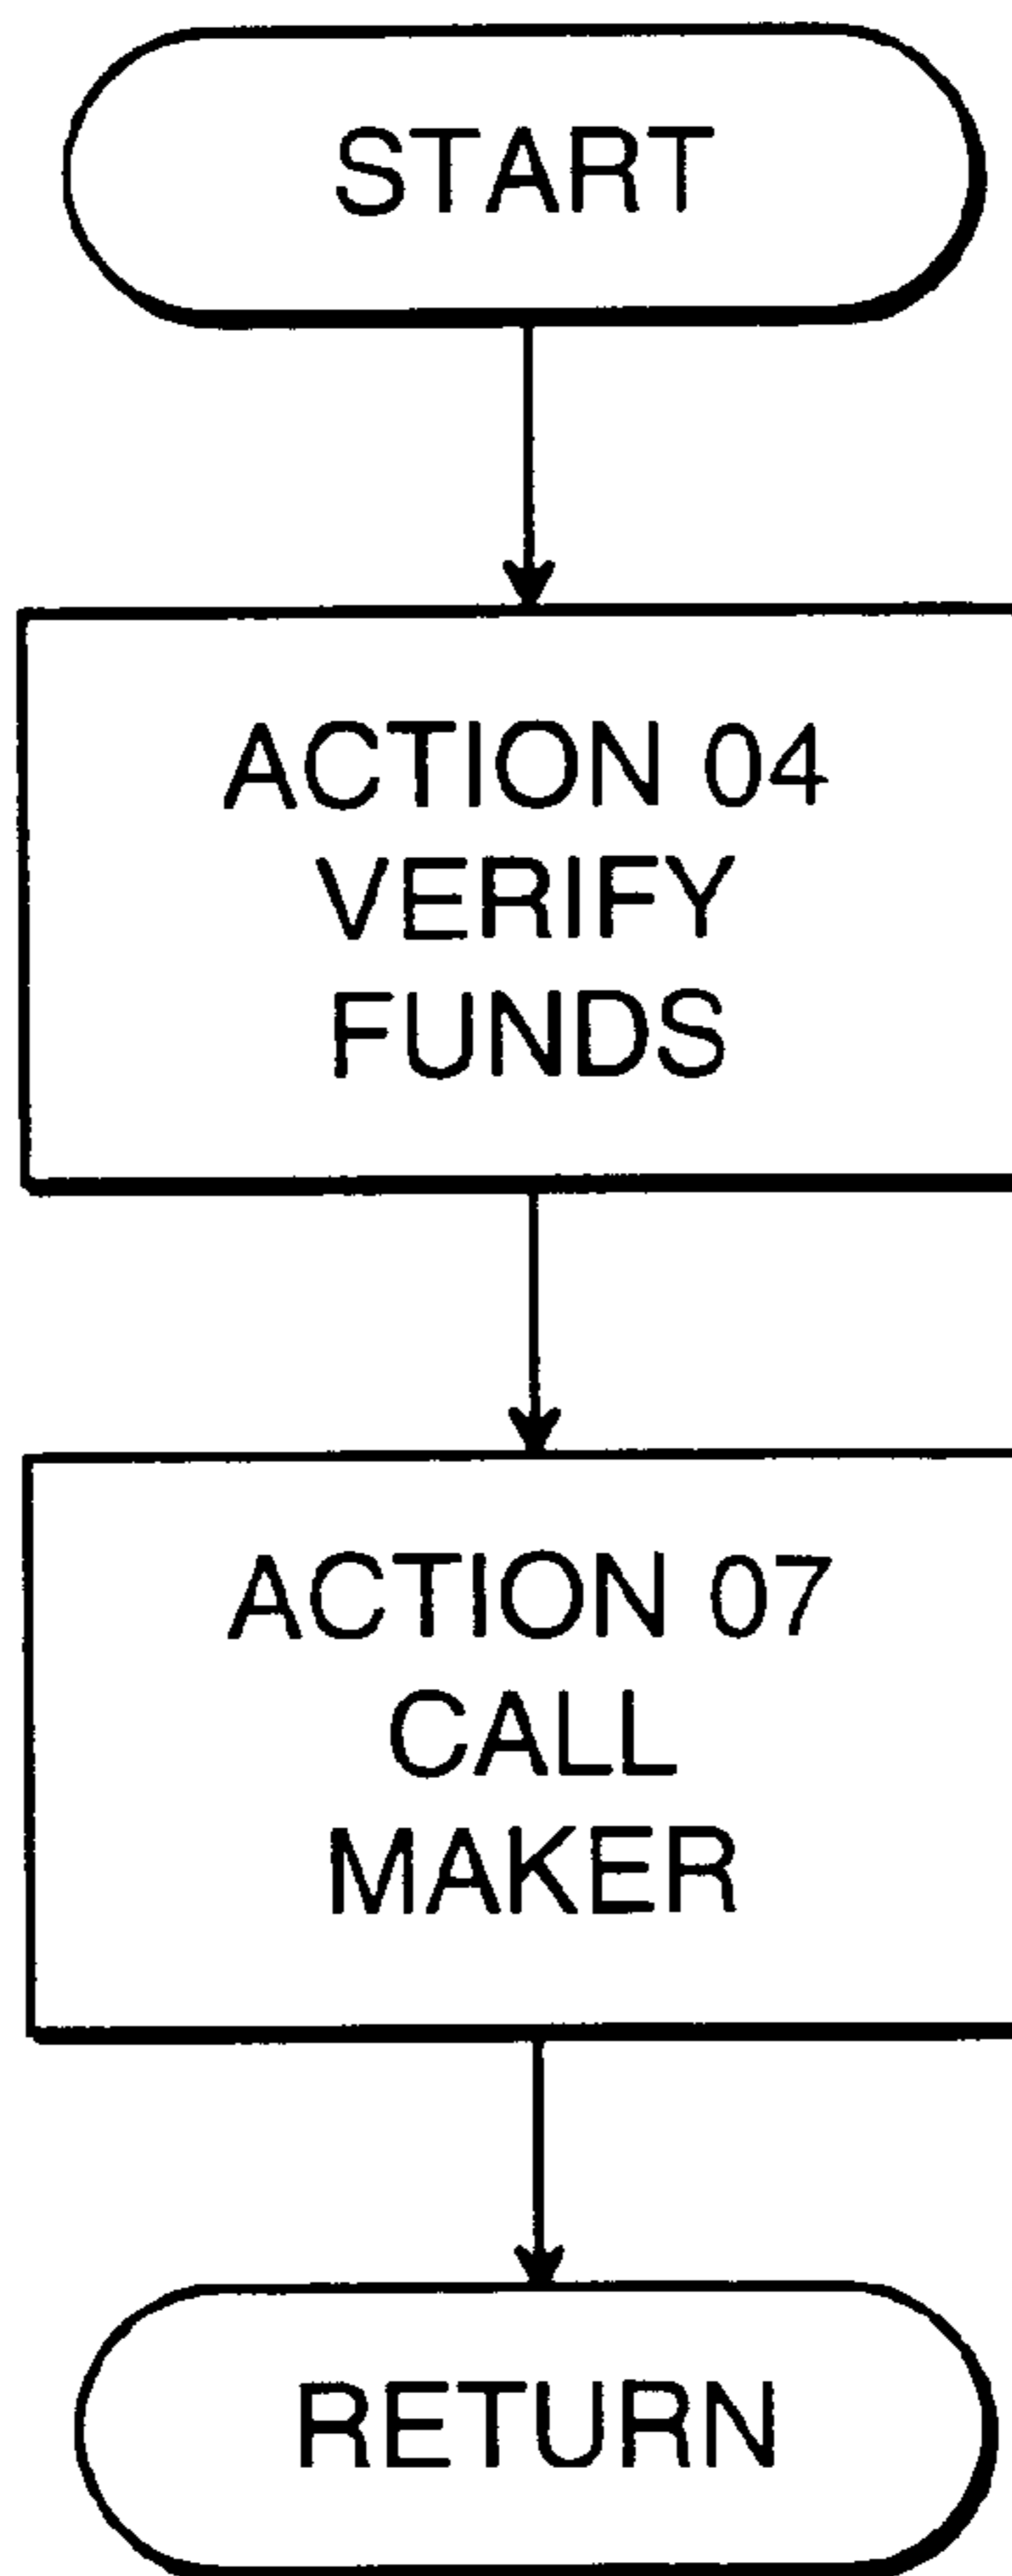 START
ACTION 04
VERIFY
FUNDS
ACTION 07
CALL
MAKER
RETURN